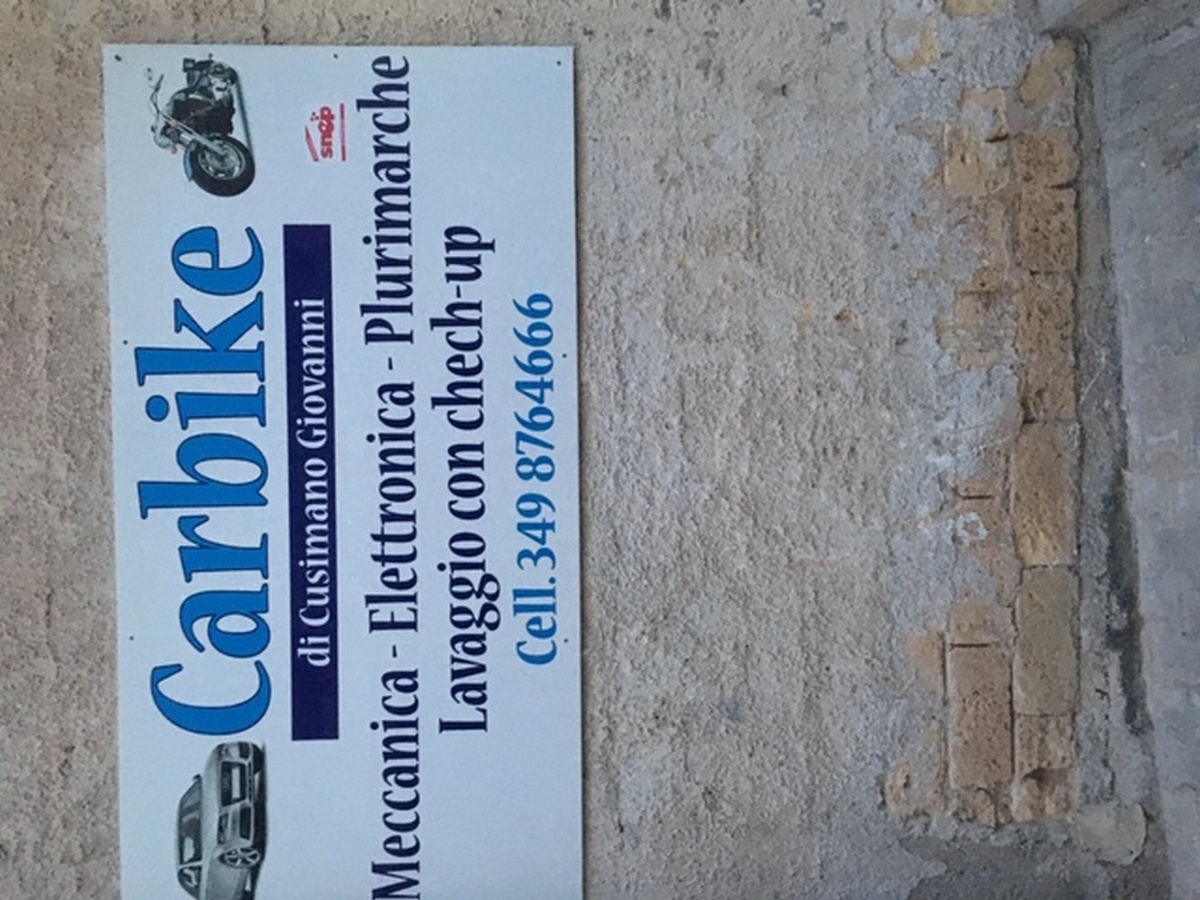 Carbike
di Cusimano Giovanni
snap
Meccanica - Elettronica - Plurimarche
Lavaggio con chech-up
Cell. 349 8764666